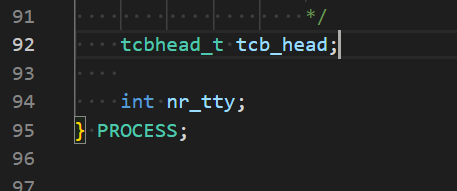 91 */
92 tcbhead_t tcb_head;
93
94 int nr_tty;
95 } PROCESS;
96
97